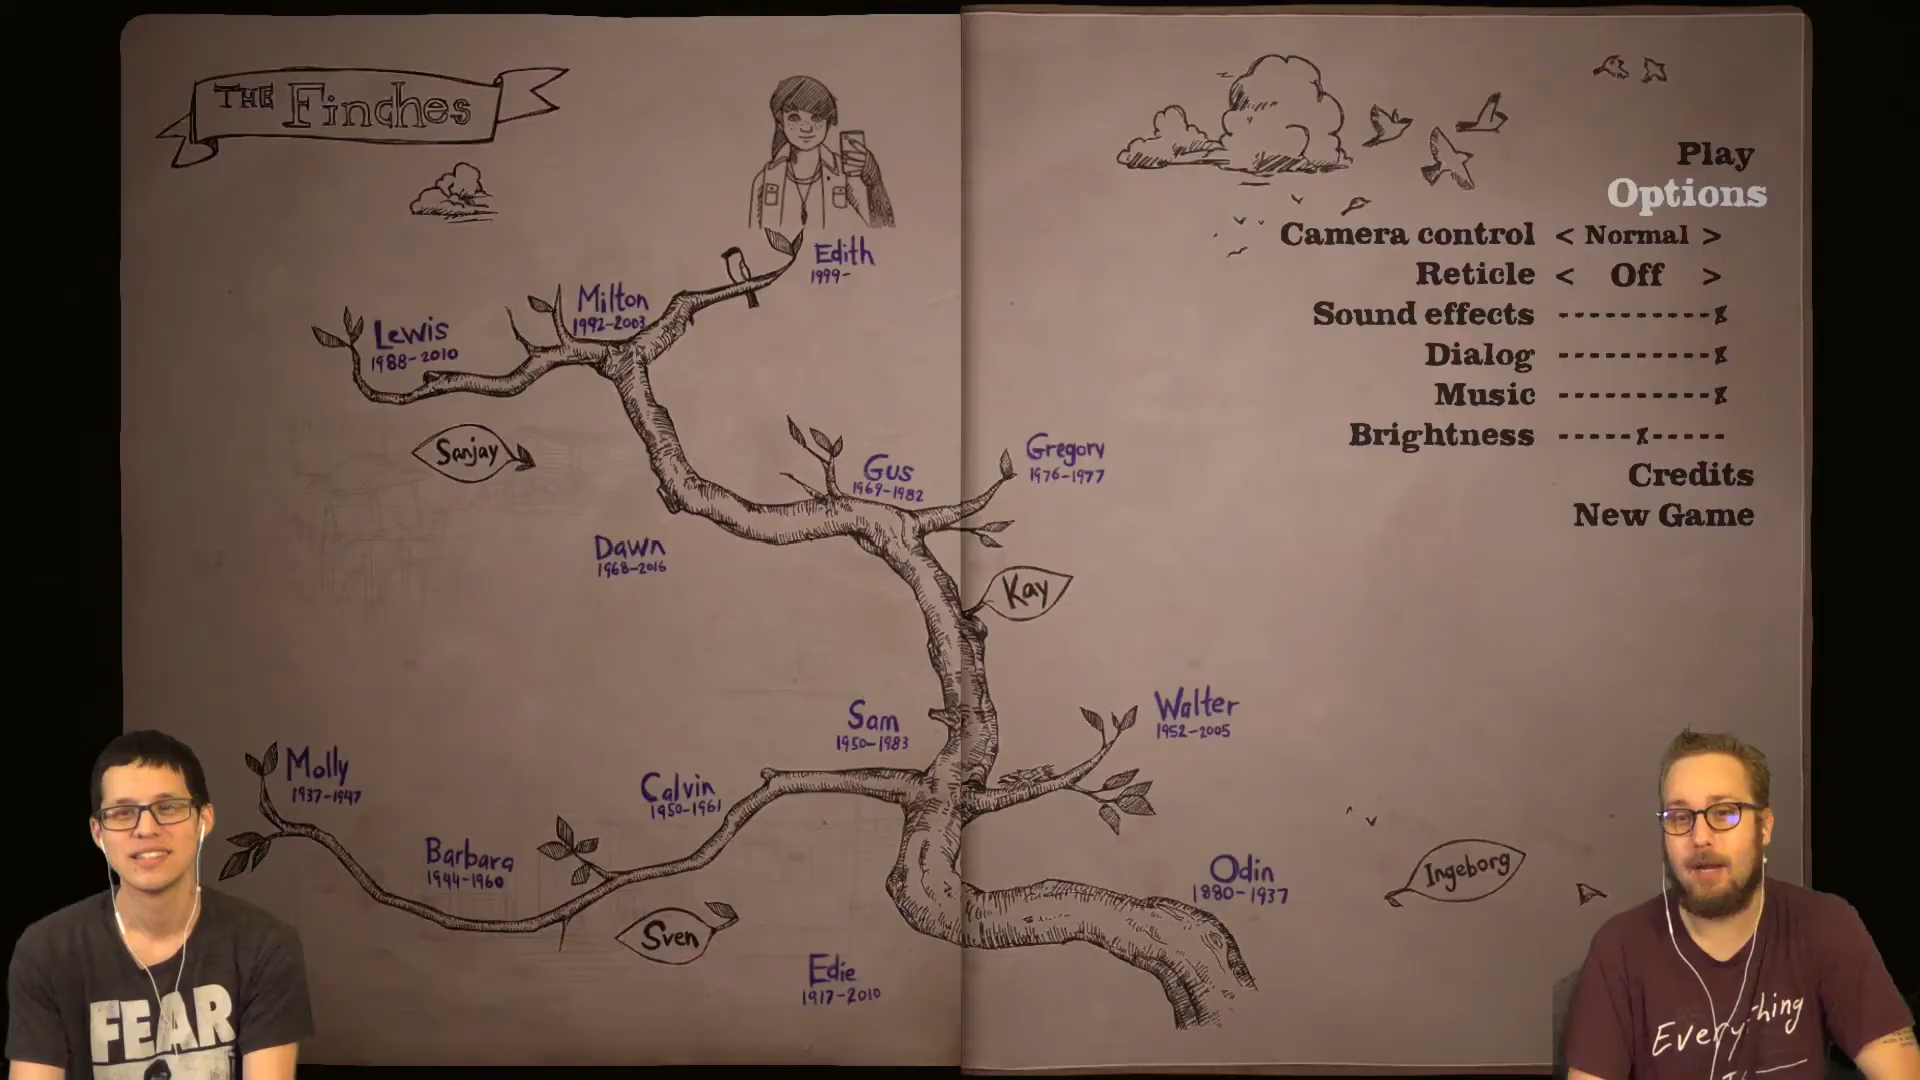 THE Finches
Edith
1999-
Milton
1992-2003
Lewis
1988-2010
Sanjay
Gus
1969-1982
Gregory
1976-1977
Dawn
1968-2016
Kay
Sam
1950-1983
Walter
1952-2005
Molly
1937-1947
Calvin
1950-1961
Barbara
1944-1960
Sven
Odin
1880-1937
Ingeborg
Edie
1917-2010
Play
Options
Camera control < Normal >
Reticle < Off >
Sound effects
Dialog
Music
Brightness
Credits
New Game
FEAR
Everything